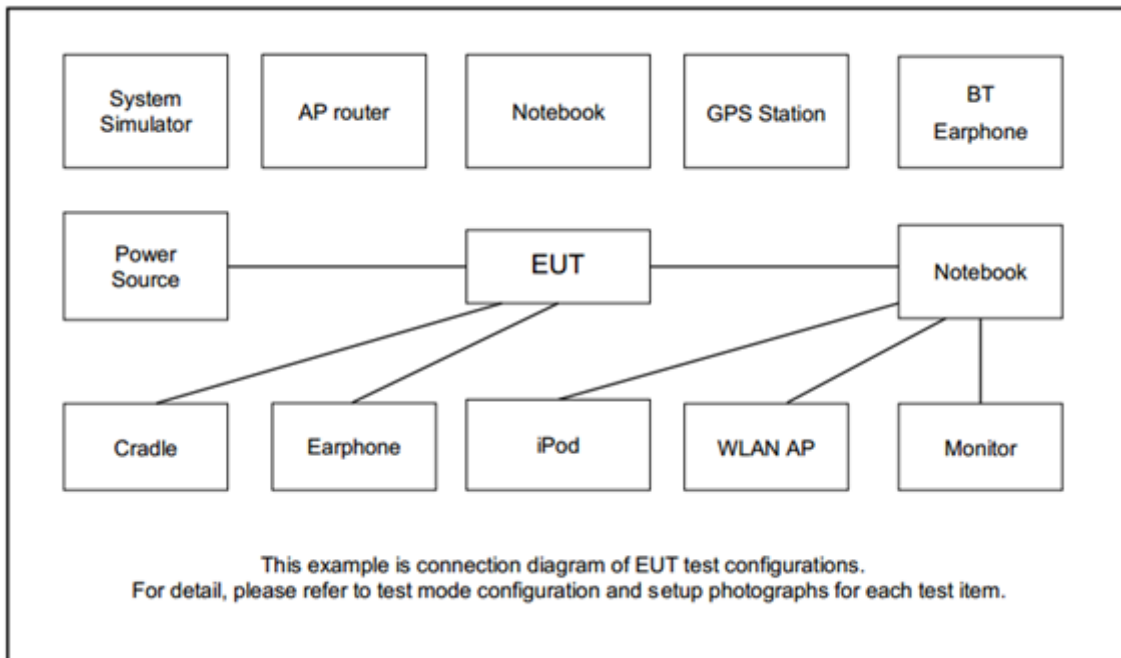 System
Simulator
AP router
Notebook
GPS Station
BT
Earphone
Power
Source
EUT
Notebook
Cradle
Earphone
iPod
WLAN AP
Monitor
This example is connection diagram of EUT test configurations.
For detail, please refer to test mode configuration and setup photographs for each test item.